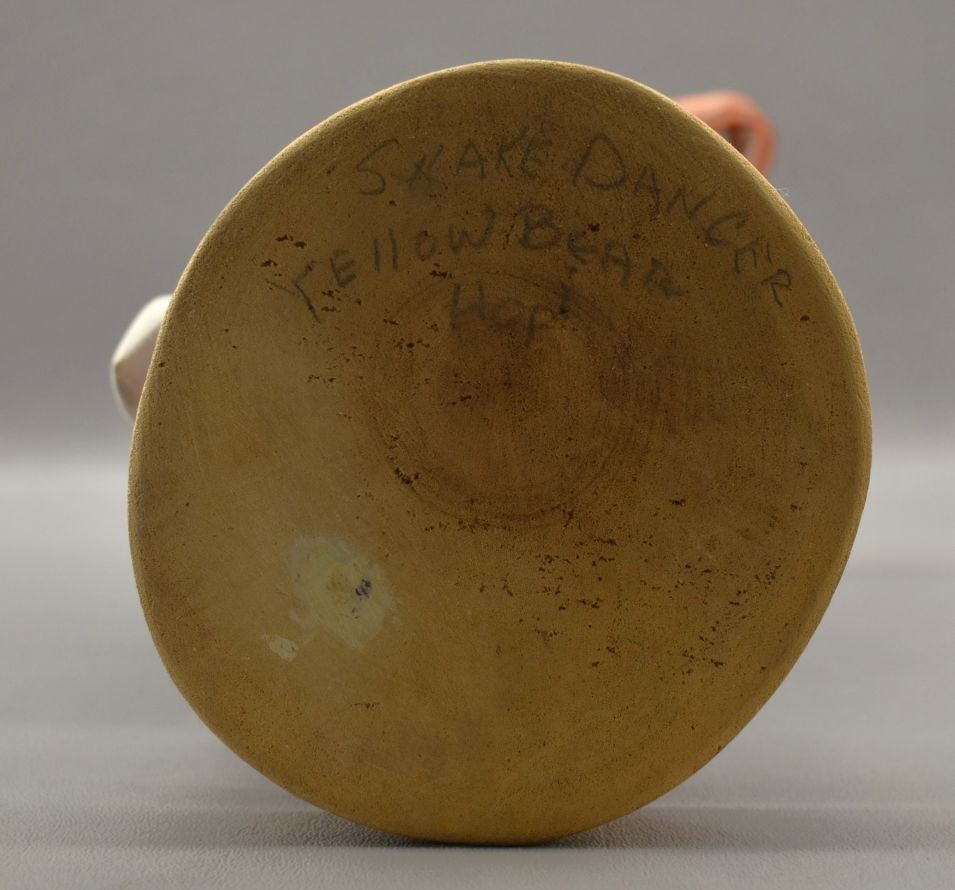 SNAKE DANCER
YEllOW BEAR
Hopi